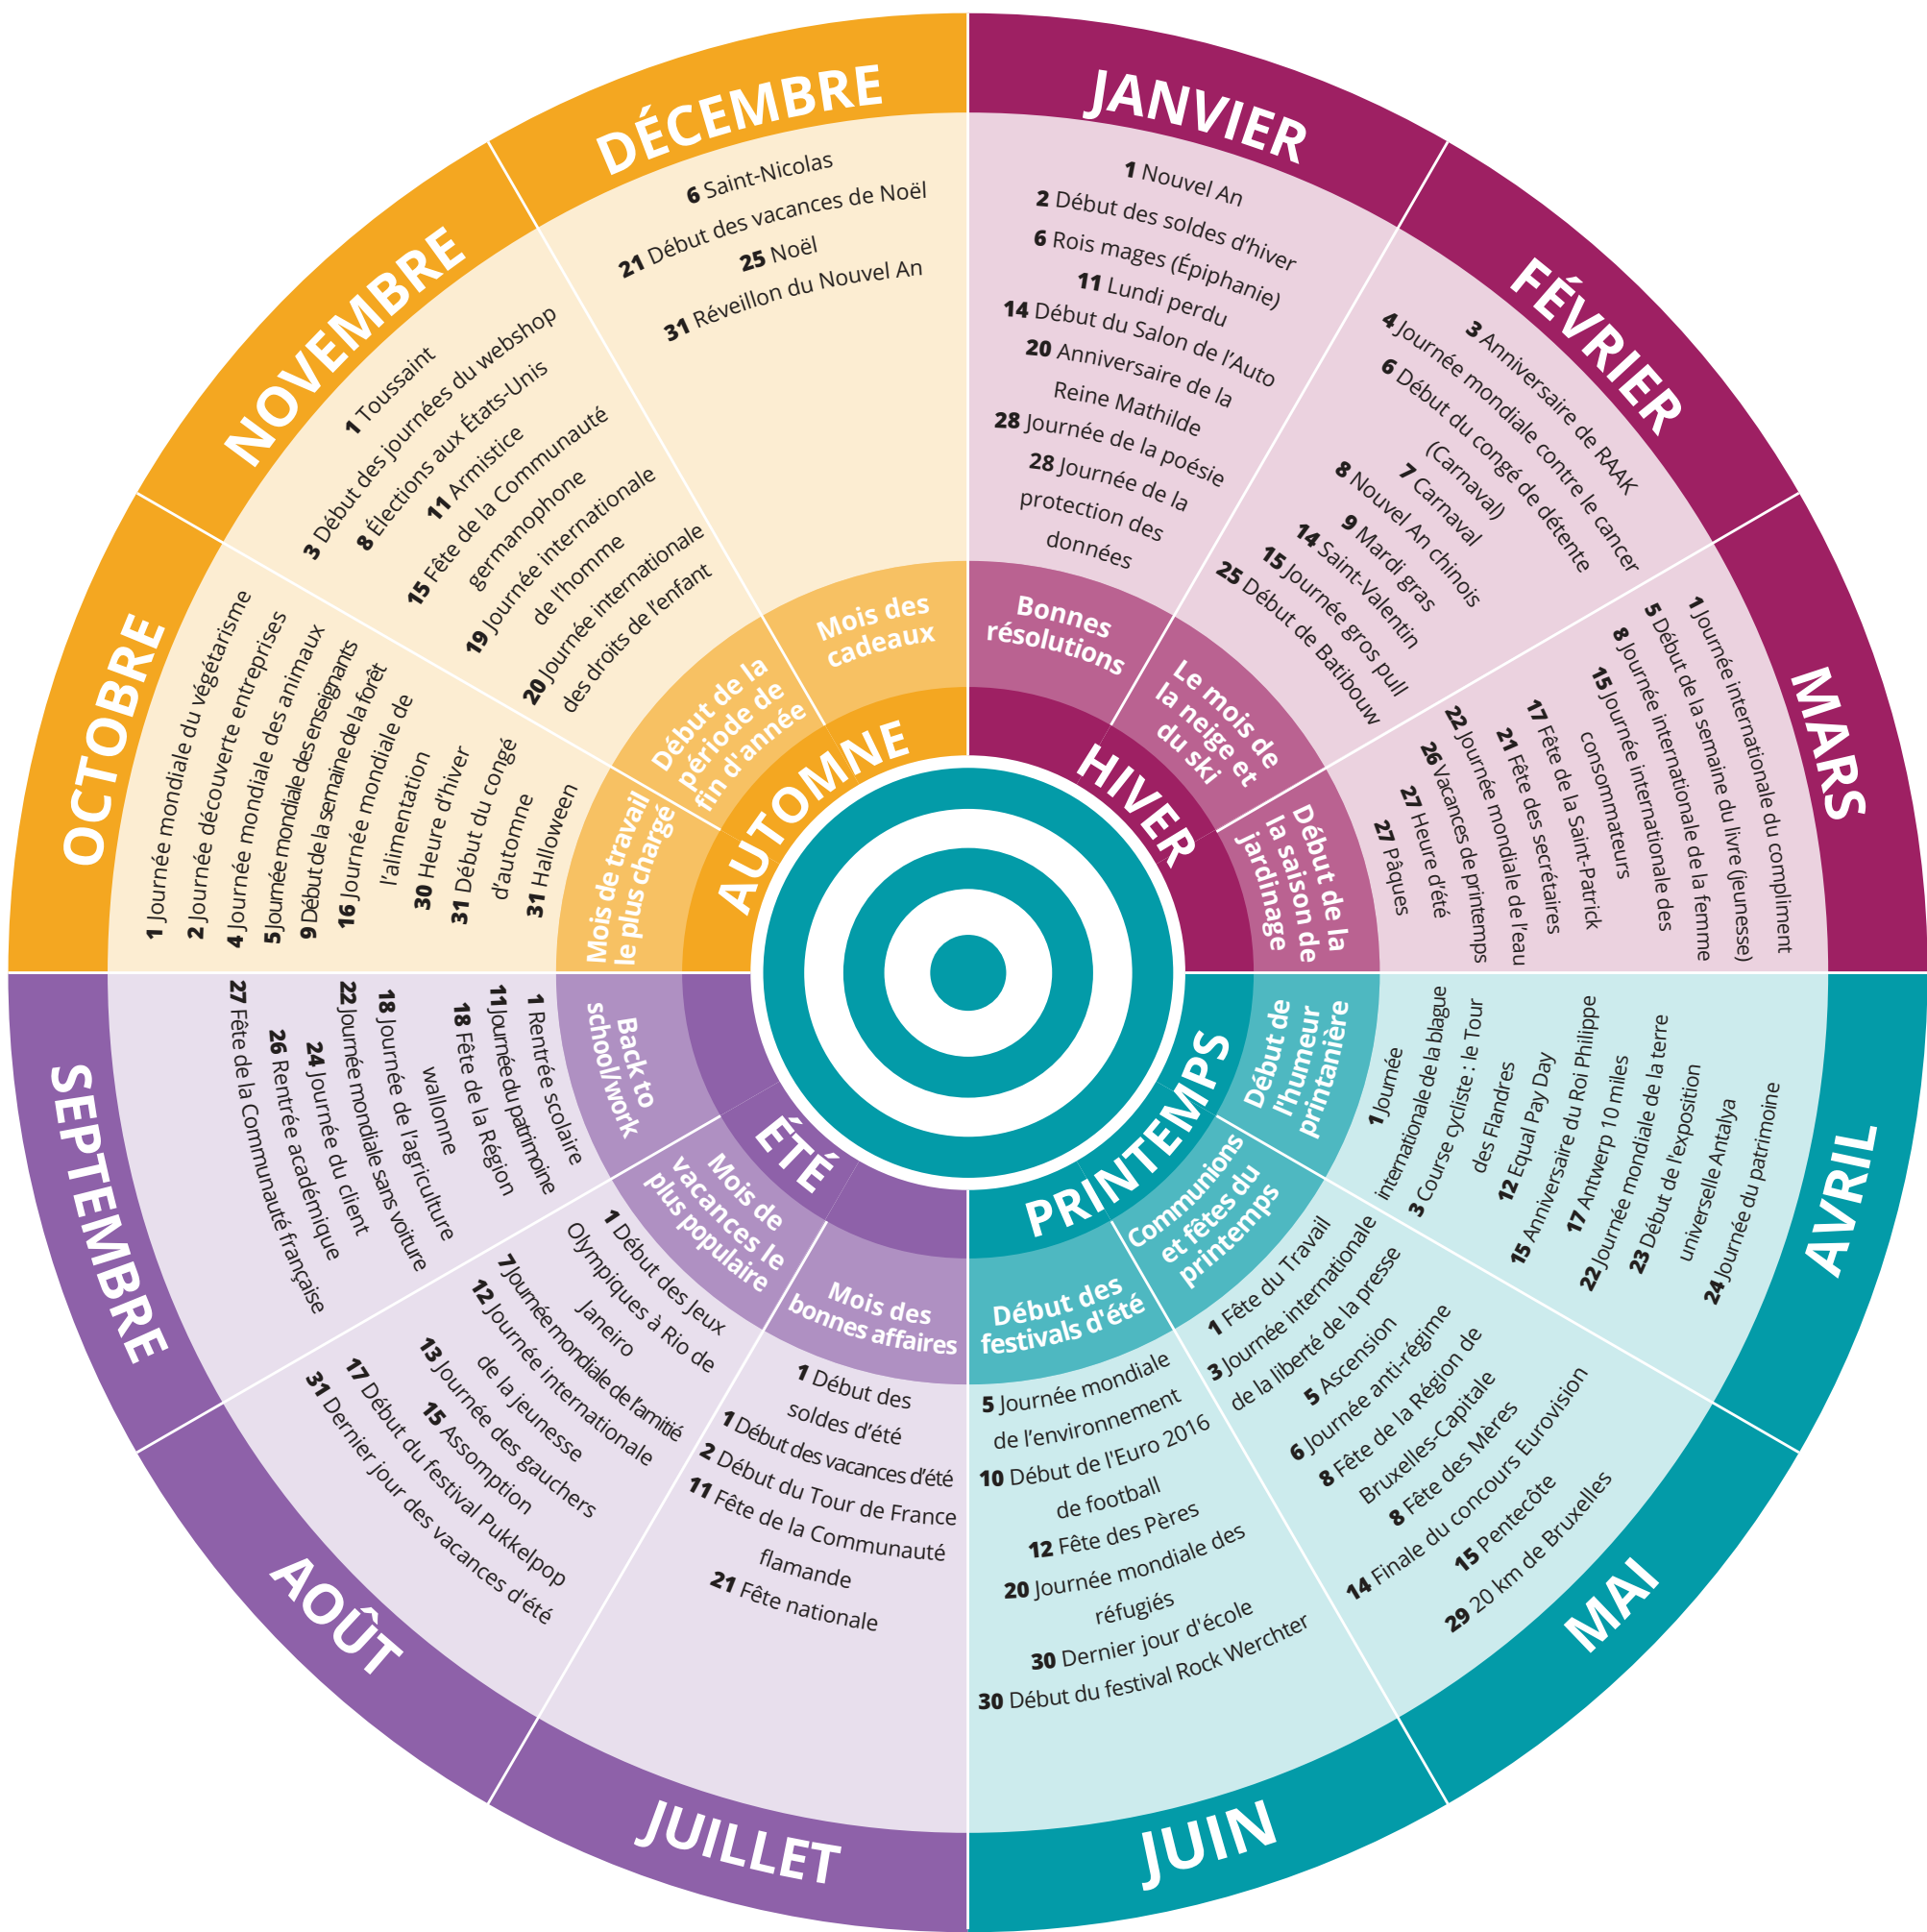 JANVIER
1 Nouvel An
2 Début des soldes d’hiver
6 Rois mages (Épiphanie)
11 Lundi perdu
14 Début du Salon de l’Auto
20 Anniversaire de la
Reine Mathilde
28 Journée de la poésie
28 Journée de la
protection des
données
Bonnes
résolutions
FÉVRIER
3 Anniversaire de RAAK
4 Journée mondiale contre le cancer
6 Début du congé de détente
(Carnaval)
7 Carnaval
8 Nouvel An chinois
9 Mardi gras
14 Saint-Valentin
15 Journée gros pull
25 Début de Batibouw
Le mois de
la neige et
du ski
MARS
1 Journée internationale du compliment
5 Début de la semaine du livre (jeunesse)
8 Journée internationale de la femme
15 Journée internationale des
consommateurs
17 Fête de la Saint-Patrick
21 Fête des secrétaires
22 Journée mondiale de l’eau
26 Vacances de printemps
27 Heure d’été
27 Pâques
Début de la
la saison de
jardinage
HIVER
AVRIL
1 Journée
internationale de la blague
3 Course cycliste : le Tour
des Flandres
12 Equal Pay Day
15 Anniversaire du Roi Philippe
17 Antwerp 10 miles
22 Journée mondiale de la terre
23 Début de l’exposition
universelle Antalya
24 Journée du patrimoine
Début de
l'humeur
printanière
MAI
1 Fête du Travail
3 Journée internationale
de la liberté de la presse
5 Ascension
6 Journée anti-régime
8 Fête de la Région de
Bruxelles-Capitale
8 Fête des Mères
14 Finale du concours Eurovision
15 Pentecôte
29 20 km de Bruxelles
Communions
et fêtes du
printemps
JUIN
5 Journée mondiale
de l’environnement
10 Début de l'Euro 2016
de football
12 Fête des Pères
20 Journée mondiale des
réfugiés
30 Dernier jour d'école
30 Début du festival Rock Werchter
Début des
festivals d'été
PRINTEMPS
JUILLET
1 Début des
soldes d’été
1 Début des vacances d’été
2 Début du Tour de France
11 Fête de la Communauté
flamande
21 Fête nationale
Mois des
bonnes affaires
AOÛT
1 Début des Jeux
Olympiques à Rio de
Janeiro
7 Journée mondiale de l’amitié
12 Journée internationale
de la jeunesse
13 Journée des gauchers
15 Assomption
17 Début du festival Pukkelpop
31 Dernier jour des vacances d'été
Mois de
vacances le
plus populaire
SEPTEMBRE
1 Rentrée scolaire
11 Journée du patrimoine
18 Fête de la Région
wallonne
18 Journée de l’agriculture
22 Journée mondiale sans voiture
24 Journée du client
26 Rentrée académique
27 Fête de la Communauté française
Back to
school/work
ÉTÉ
OCTOBRE
1 Journée mondiale du végétarisme
2 Journée découverte entreprises
4 Journée mondiale des animaux
5 Journée mondiale des enseignants
9 Début de la semaine de la forêt
16 Journée mondiale de
l’alimentation
30 Heure d’hiver
31 Début du congé
d’automne
31 Halloween
Mois de travail
le plus chargé
NOVEMBRE
1 Toussaint
3 Début des journées du webshop
8 Élections aux États-Unis
11 Armistice
15 Fête de la Communauté
germanophone
19 Journée internationale
de l’homme
20 Journée internationale
des droits de l’enfant
Début de la
période de
fin d'année
DÉCEMBRE
6 Saint-Nicolas
21 Début des vacances de Noël
25 Noël
31 Réveillon du Nouvel An
Mois des
cadeaux
AUTOMNE